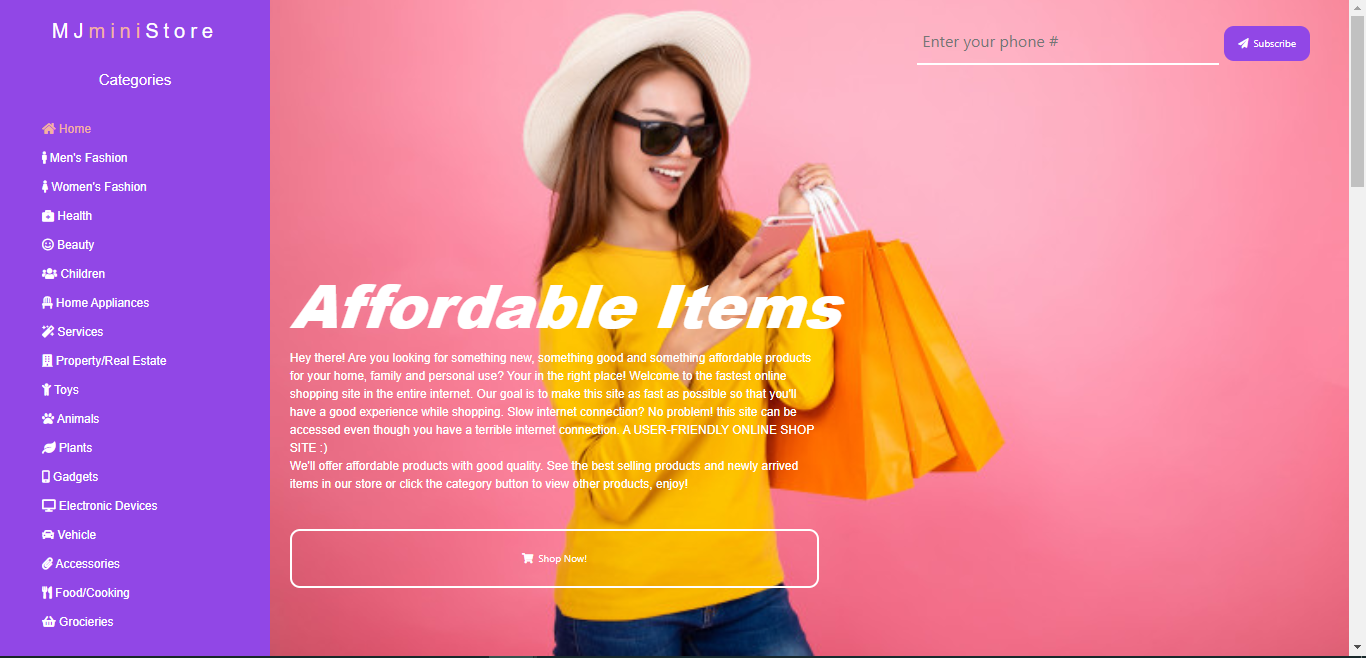 MJminiStore
Categories
Home
Men's Fashion
Women's Fashion
Health
Beauty
Children
Home Appliances
Services
Property/Real Estate
Toys
Animals
Plants
Gadgets
Electronic Devices
Vehicle
Accessories
Food/Cooking
Grocieries
Enter your phone #
Subscribe
Affordable Items
Hey there! Are you looking for something new, something good and something affordable products
for your home, family and personal use? Your in the right place! Welcome to the fastest online
shopping site in the entire internet. Our goal is to make this site as fast as possible so that you'll
have a good experience while shopping. Slow internet connection? No problem! this site can be
accessed even though you have a terrible internet connection. A USER-FRIENDLY ONLINE SHOP
SITE :)
We'll offer affordable products with good quality. See the best selling products and newly arrived
items in our store or click the category button to view other products, enjoy!
Shop Now!